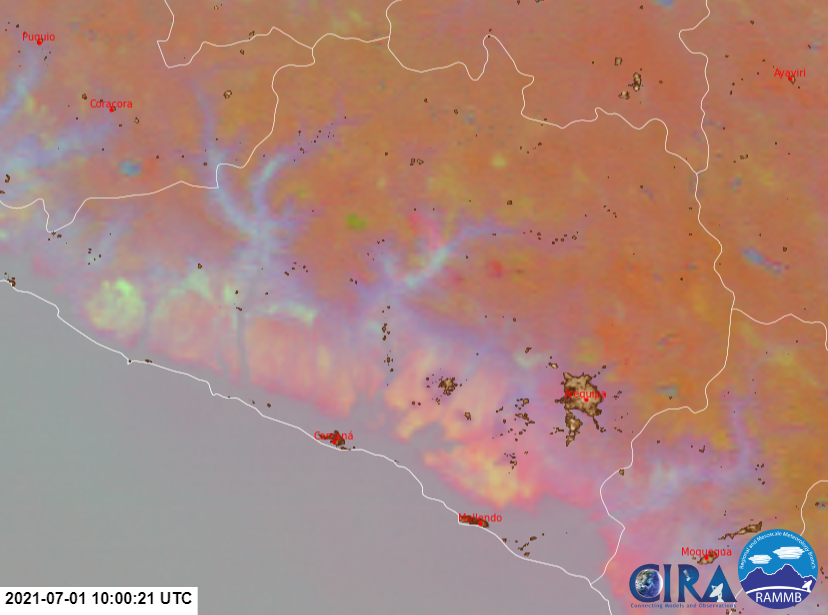 Puquio
Ayaviri
Coracora
Camaná
Mollendo
Moquegua
2021-07-01 10:00:21 UTC
CIRA
Connecting Models and Observations
Regional and Mesoscale Meteorology Branch
RAMMB